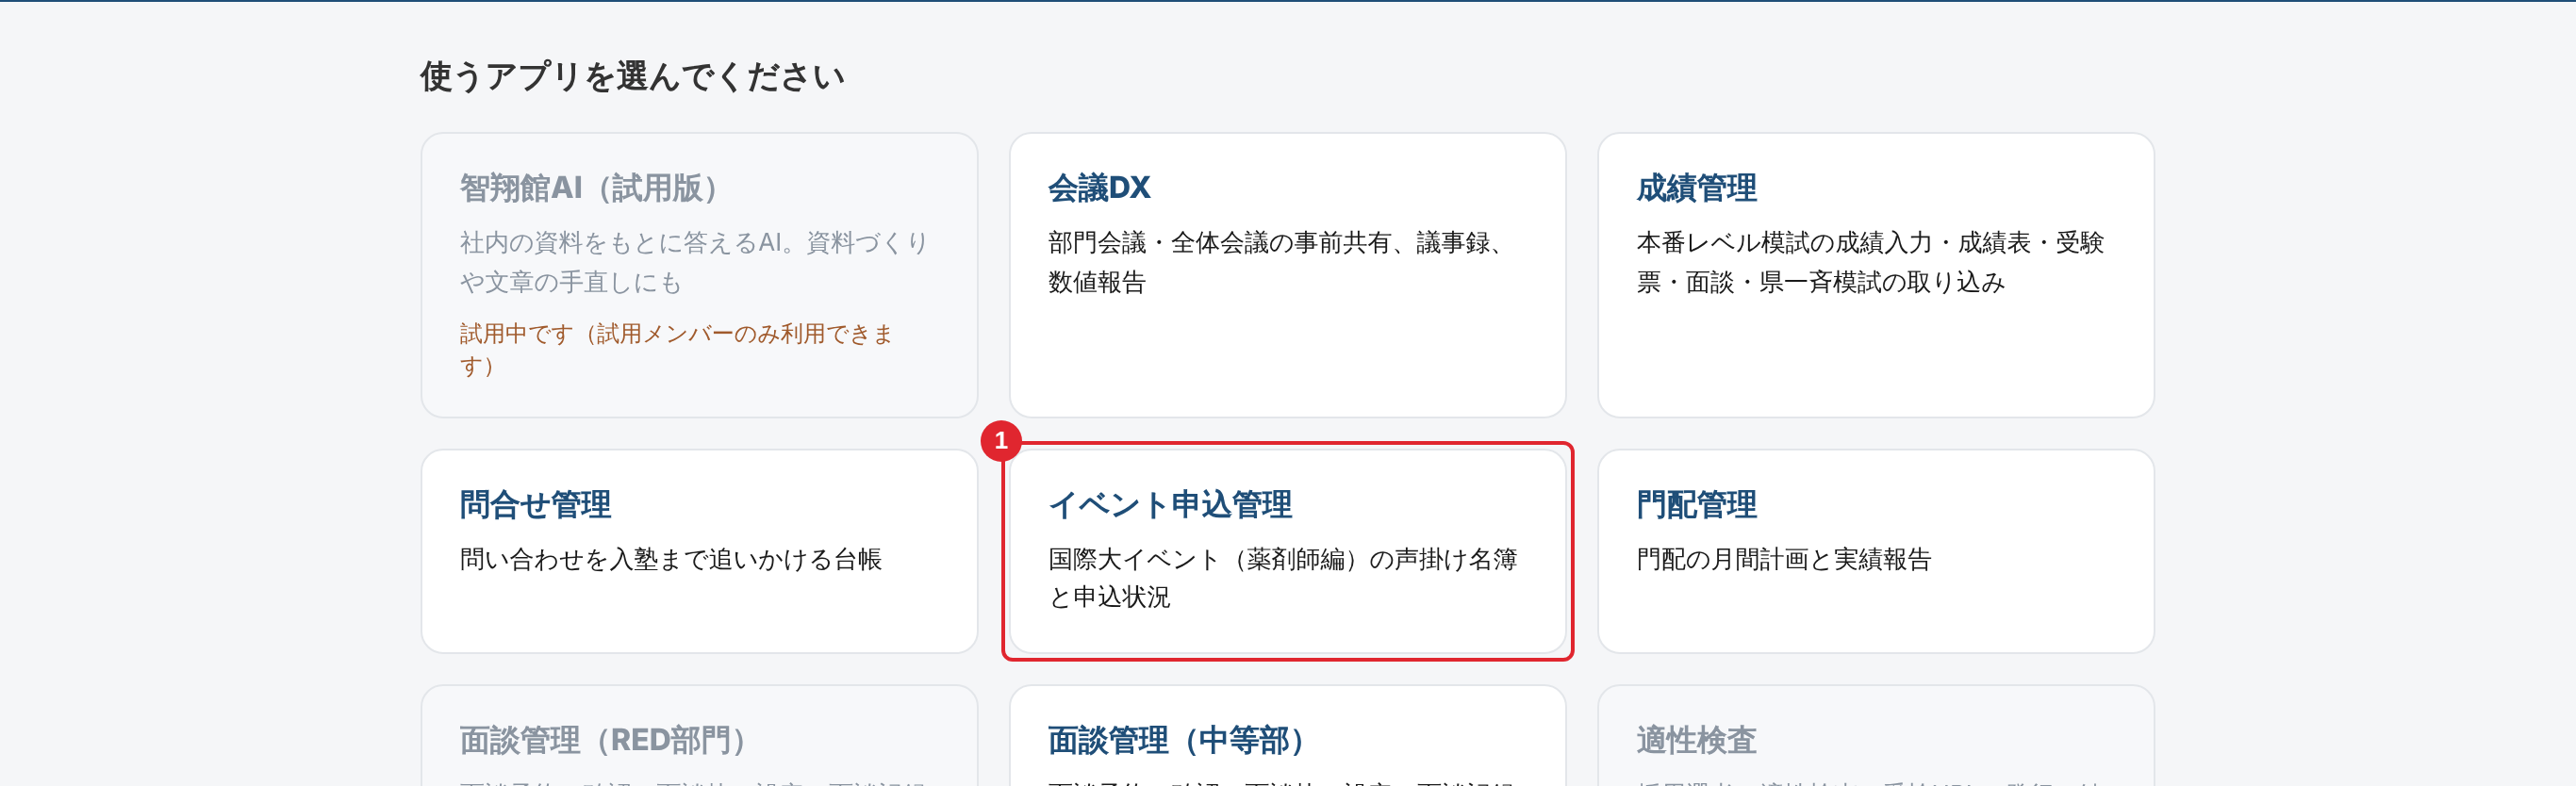 使うアプリを選んでください
智翔館AI（試用版）
社内の資料をもとに答えるAI。資料づくり
や文章の手直しにも
試用中です（試用メンバーのみ利用できま
す）
会議DX
部門会議・全体会議の事前共有、議事録、
数値報告
成績管理
本番レベル模試の成績入力・成績表・受験
票・面談・県一斉模試の取り込み
問合せ管理
問い合わせを入塾まで追いかける台帳
1
イベント申込管理
国際大イベント（薬剤師編）の声掛け名簿
と申込状況
門配管理
門配の月間計画と実績報告
面談管理（RED部門）
面談管理（中等部）
適性検査